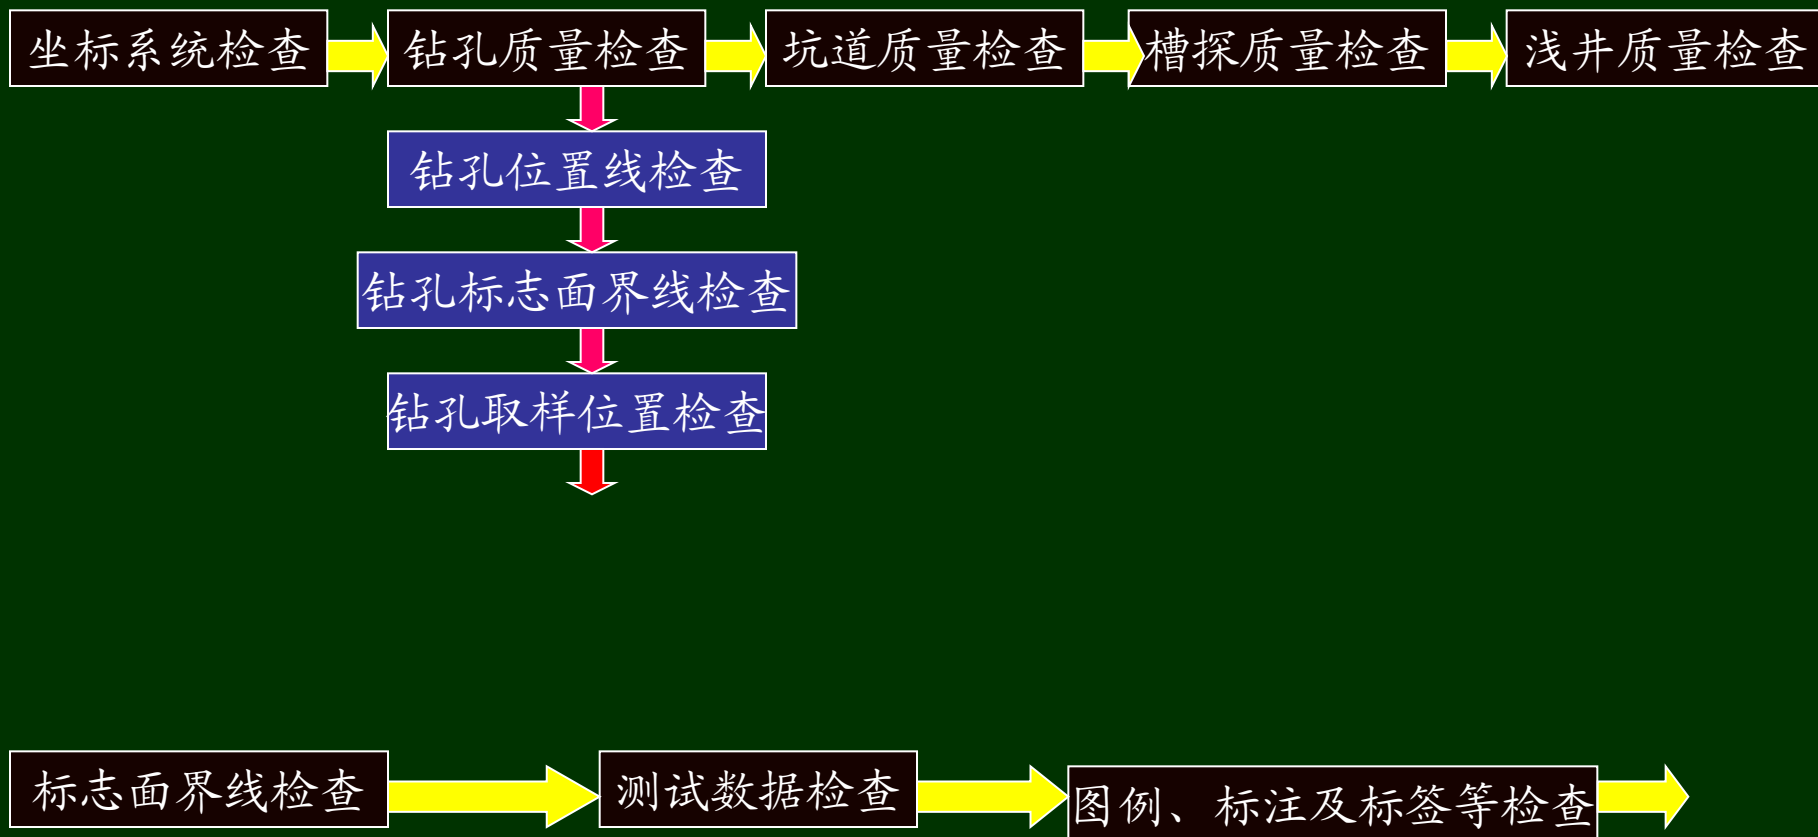 坐标系统检查
钻孔质量检查
坑道质量检查
槽探质量检查
浅井质量检查
钻孔位置线检查
钻孔标志面界线检查
钻孔取样位置检查
标志面界线检查
测试数据检查
图例、标注及标签等检查